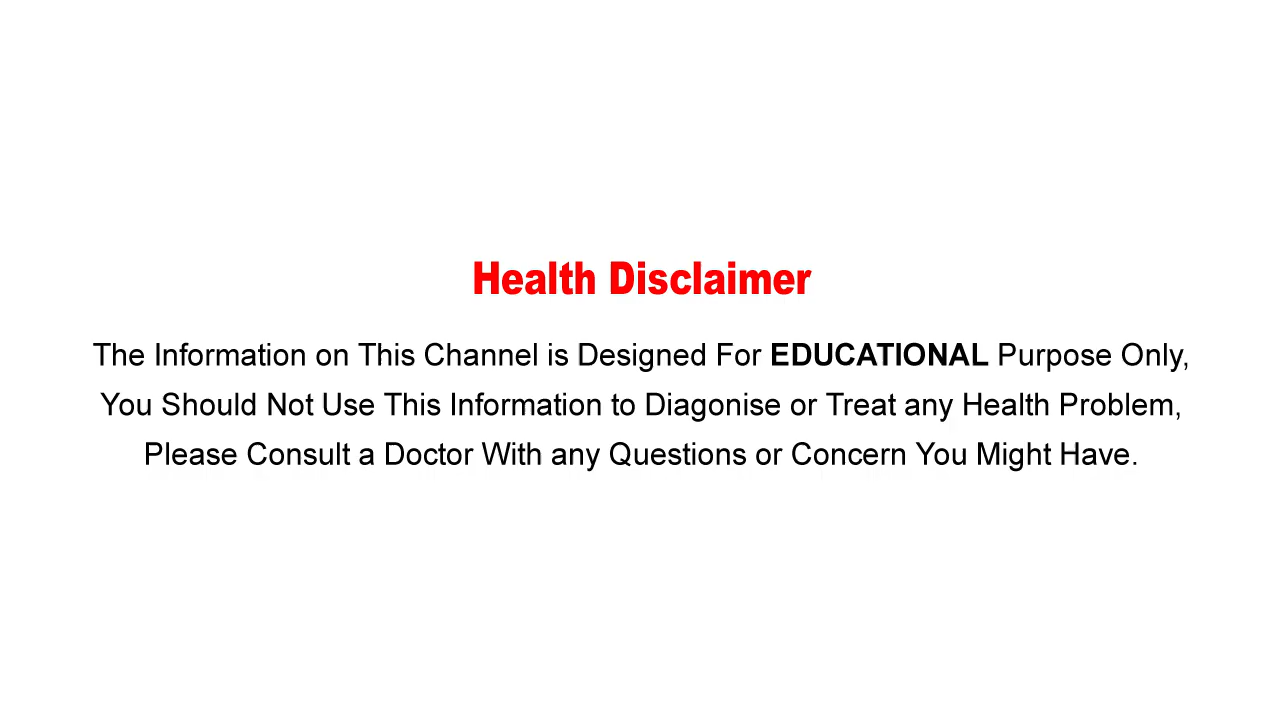 Health Disclaimer
The Information on This Channel is Designed For EDUCATIONAL Purpose Only,
You Should Not Use This Information to Diagonise or Treat any Health Problem,
Please Consult a Doctor With any Questions or Concern You Might Have.